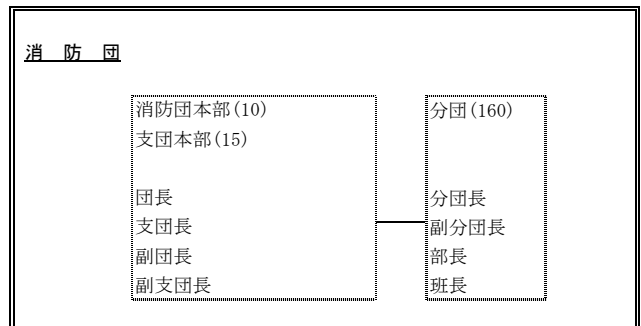 消 防 団
消防団本部(10)
支団本部(15)
団長
支団長
副団長
副支団長
分団(160)
分団長
副分団長
部長
班長